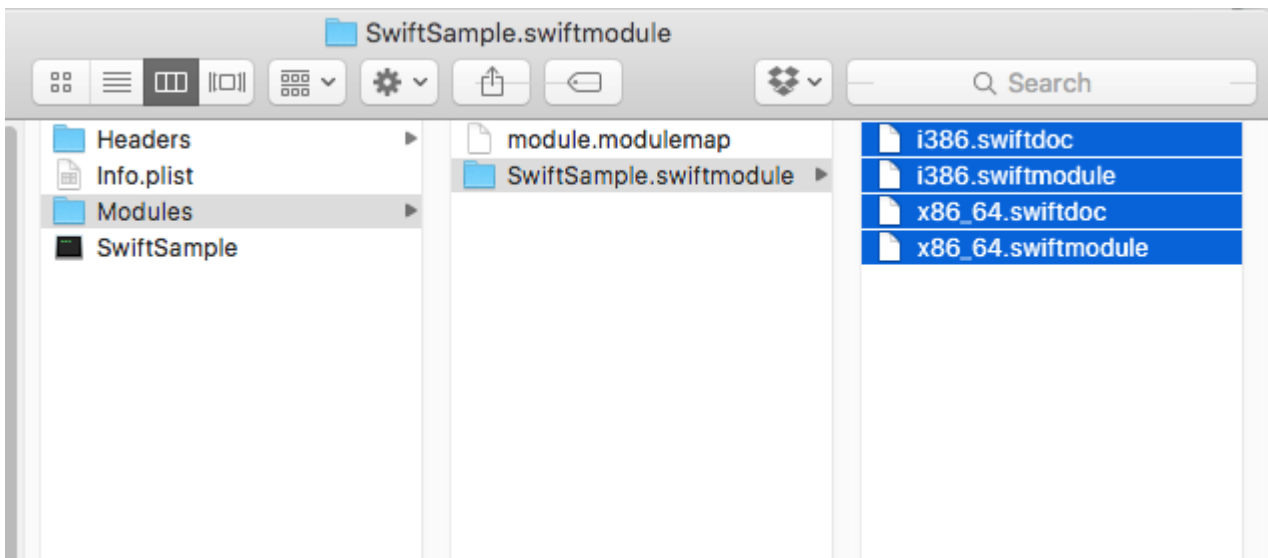 SwiftSample.swiftmodule
Search
Headers
Info.plist
Modules
SwiftSample
module.modulemap
SwiftSample.swiftmodule
i386.swiftdoc
i386.swiftmodule
x86_64.swiftdoc
x86_64.swiftmodule